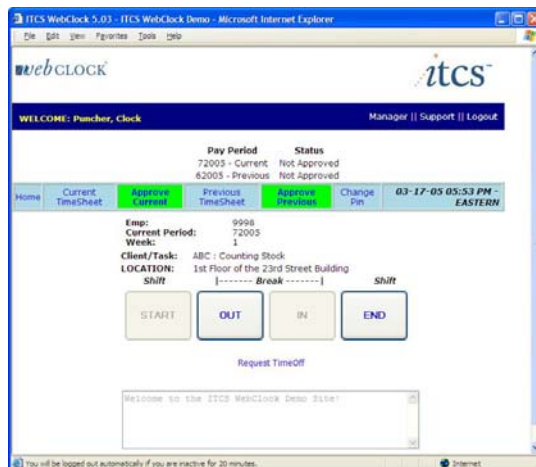 ITCS WebClock 5.03 - ITCS WebClock Demo - Microsoft Internet Explorer
File Edit View Favorites Tools Help
web CLOCK
itcs
WELCOME: Puncher, Clock
Manager || Support || Logout
Pay Period Status
72005 - Current Not Approved
62005 - Previous Not Approved
Home
Current TimeSheet
Approve Current
Previous TimeSheet
Approve Previous
Change Pin
03-17-05 05:53 PM - EASTERN
Emp: 9998
Current Period: 72005
Week: 1
Client/Task: ABC : Counting Stock
LOCATION: 1st Floor of the 23rd Street Building
Shift |------- Break -------| Shift
START OUT IN END
Request TimeOff
Welcome to the ITCS WebClock Demo Site!
You will be logged out automatically if you are inactive for 20 minutes.
Internet